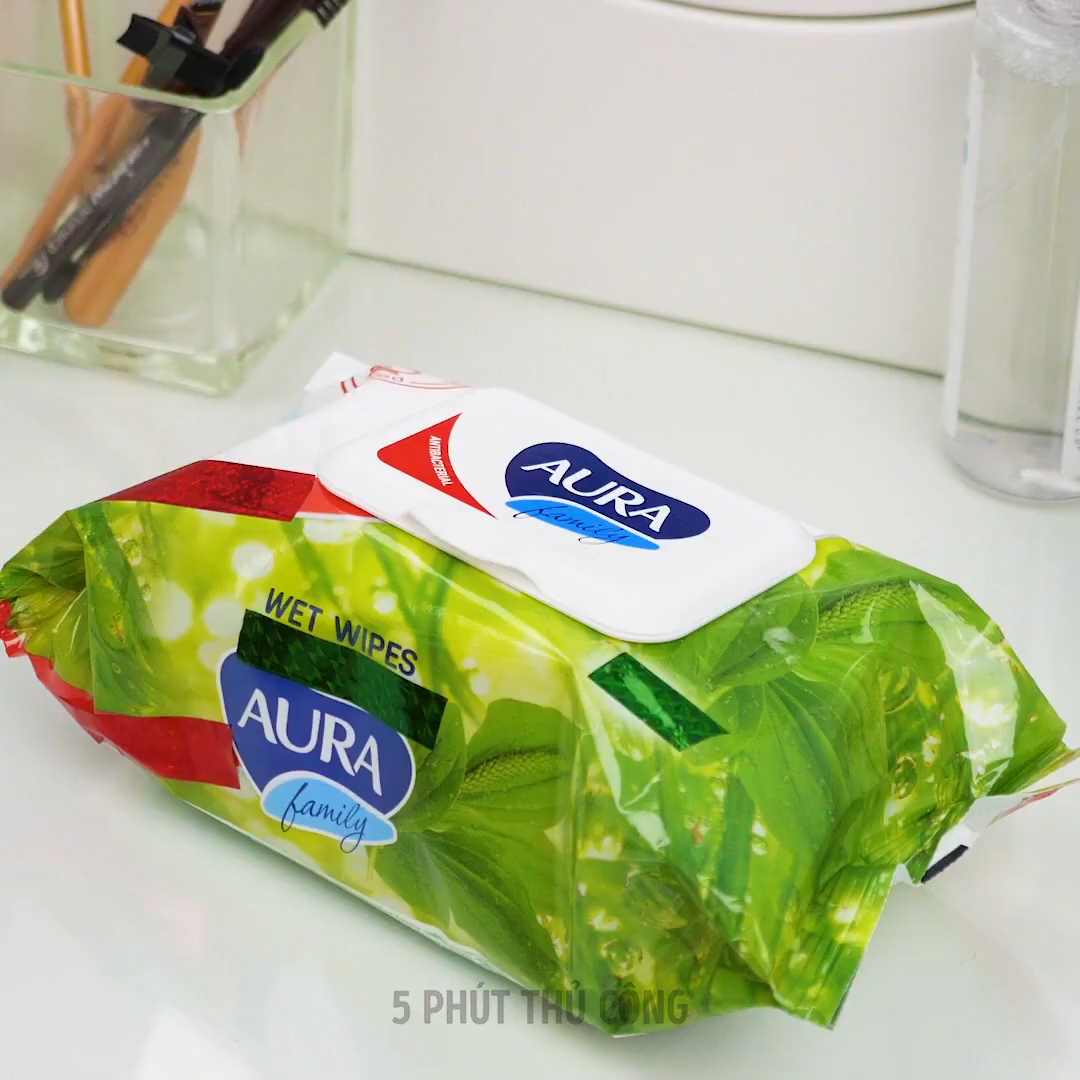 ANTIBACTERIAL
AURA
family
WET WIPES
AURA
family
5 PHÚT THỦ CÔNG